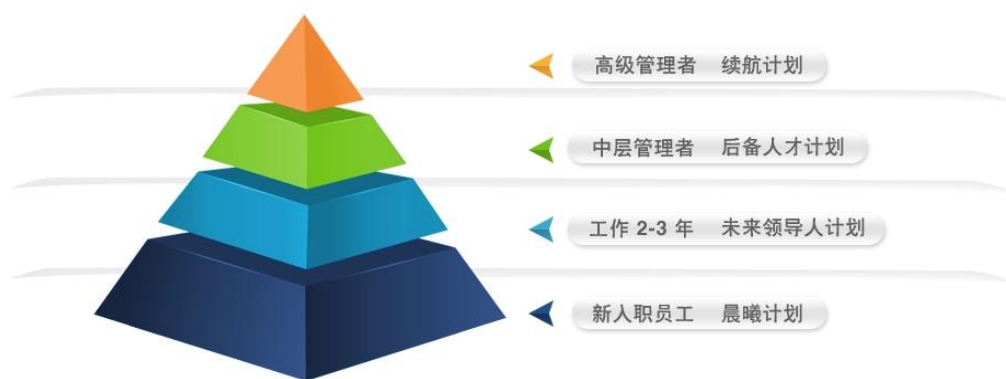 高级管理者 续航计划
中层管理者 后备人才计划
工作 2-3 年 未来领导人计划
新入职员工 晨曦计划